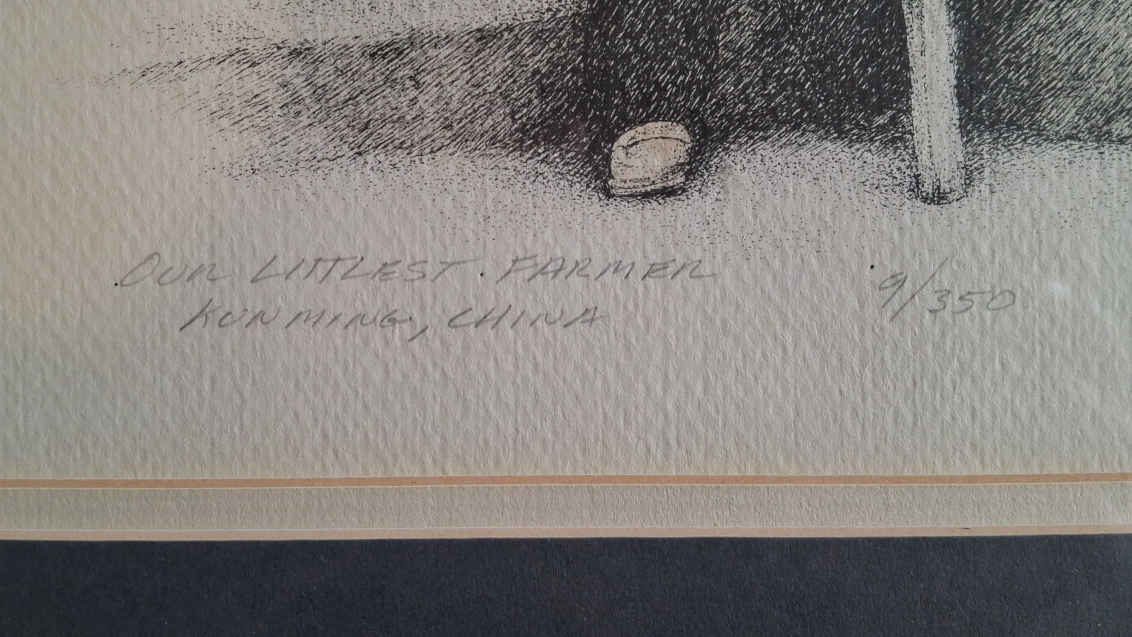 OUR LITTLEST FARMER 9/350
KUNMING, CHINA